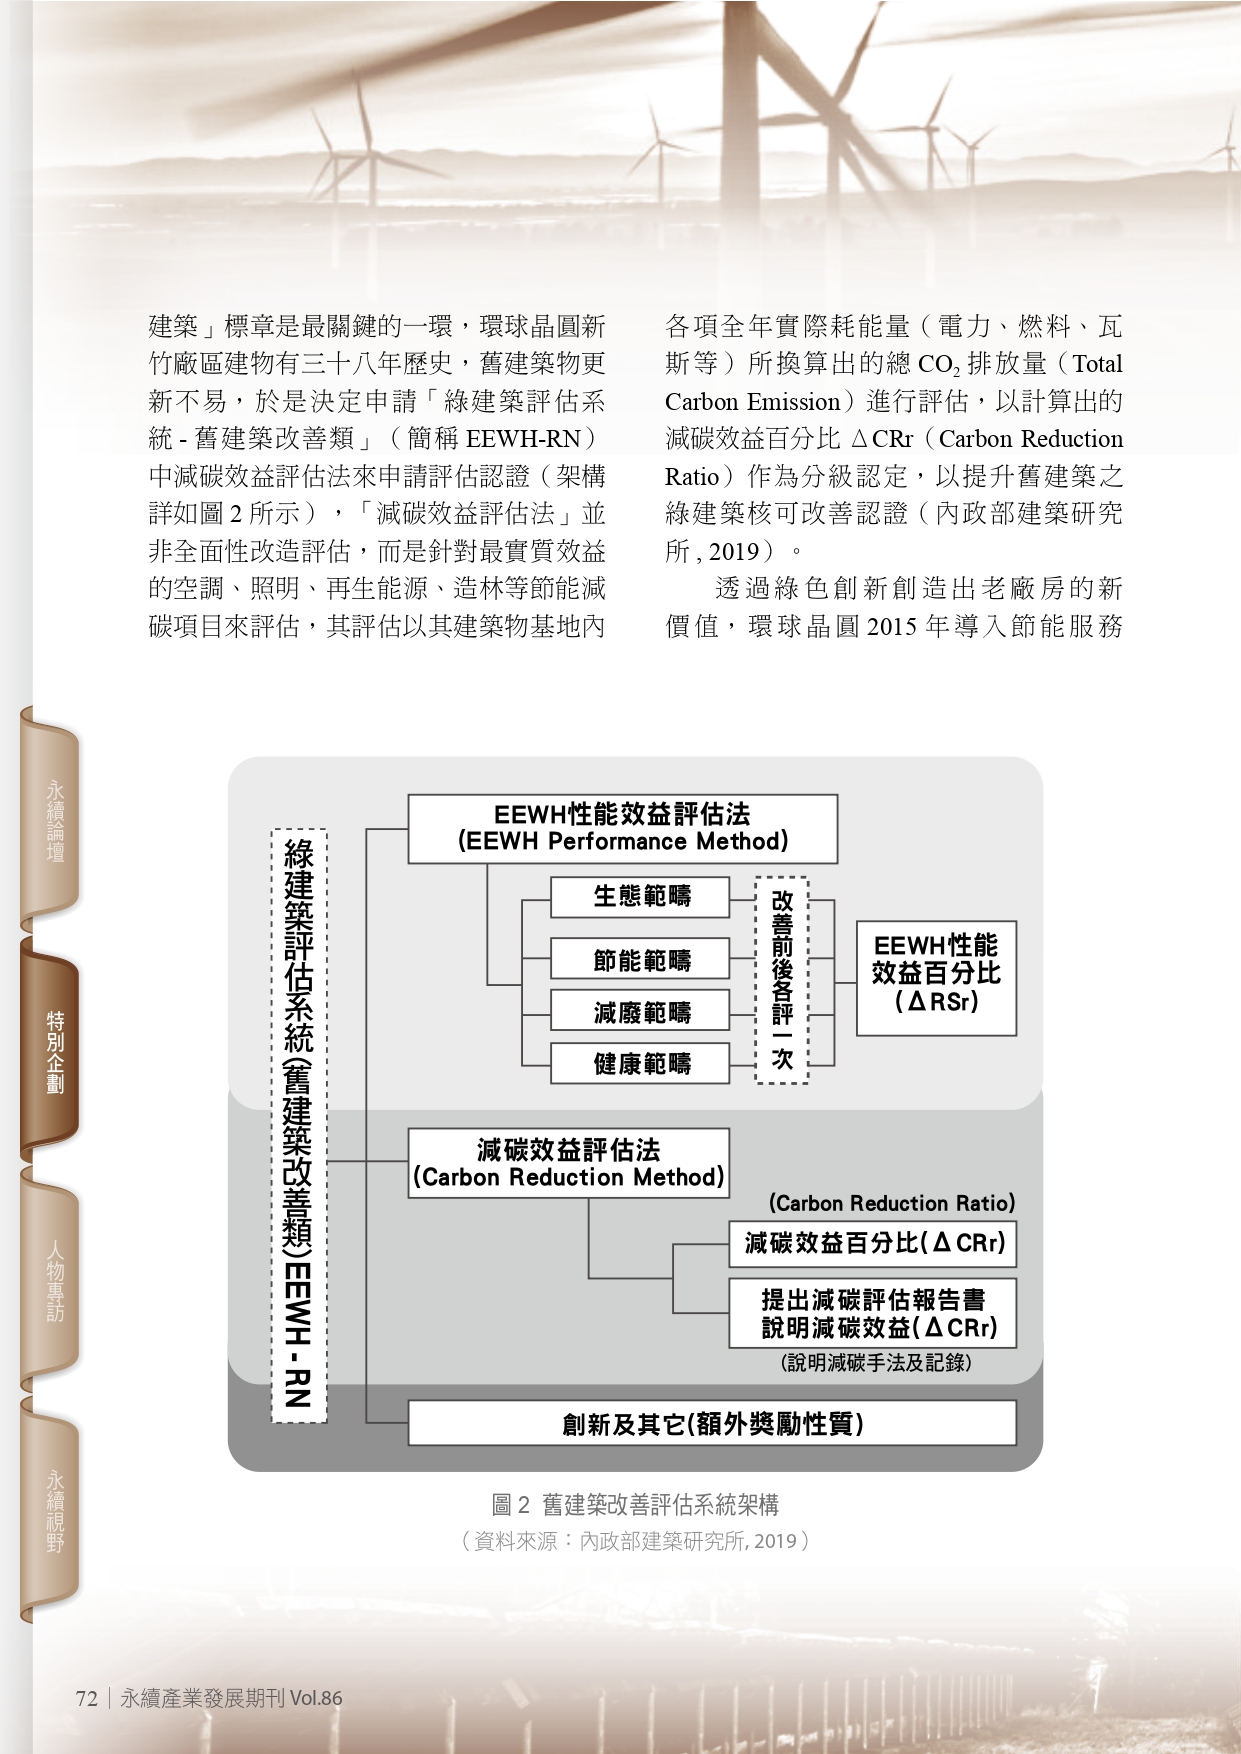 建築」標章是最關鍵的一環，環球晶圓新
竹廠區建物有三十八年歷史，舊建築物更
新不易，於是決定申請「綠建築評估系
統 - 舊建築改善類」（簡稱 EEWH-RN）
中減碳效益評估法來申請評估認證（架構
詳如圖 2 所示），「減碳效益評估法」並
非全面性改造評估，而是針對最實質效益
的空調、照明、再生能源、造林等節能減
碳項目來評估，其評估以其建築物基地內
各項全年實際耗能量（電力、燃料、瓦
斯等）所換算出的總 CO₂ 排放量（Total
Carbon Emission）進行評估，以計算出的
減碳效益百分比 ΔCRr（Carbon Reduction
Ratio）作為分級認定，以提升舊建築之
綠建築核可改善認證（內政部建築研究
所 , 2019）。
透過綠色創新創造出老廠房的新
價值，環球晶圓 2015 年導入節能服務
永續論壇
特別企劃
人物專訪
永續視野
綠建築評估系統(舊建築改善類)EEWH-RN
EEWH性能效益評估法
(EEWH Performance Method)
生態範疇
節能範疇
減廢範疇
健康範疇
改善前後各評一次
EEWH性能
效益百分比
(ΔRSr)
減碳效益評估法
(Carbon Reduction Method)
(Carbon Reduction Ratio)
減碳效益百分比(ΔCRr)
提出減碳評估報告書
說明減碳效益(ΔCRr)
(說明減碳手法及記錄)
創新及其它(額外獎勵性質)
圖 2 舊建築改善評估系統架構
（資料來源：內政部建築研究所, 2019）
72 | 永續產業發展期刊 Vol.86